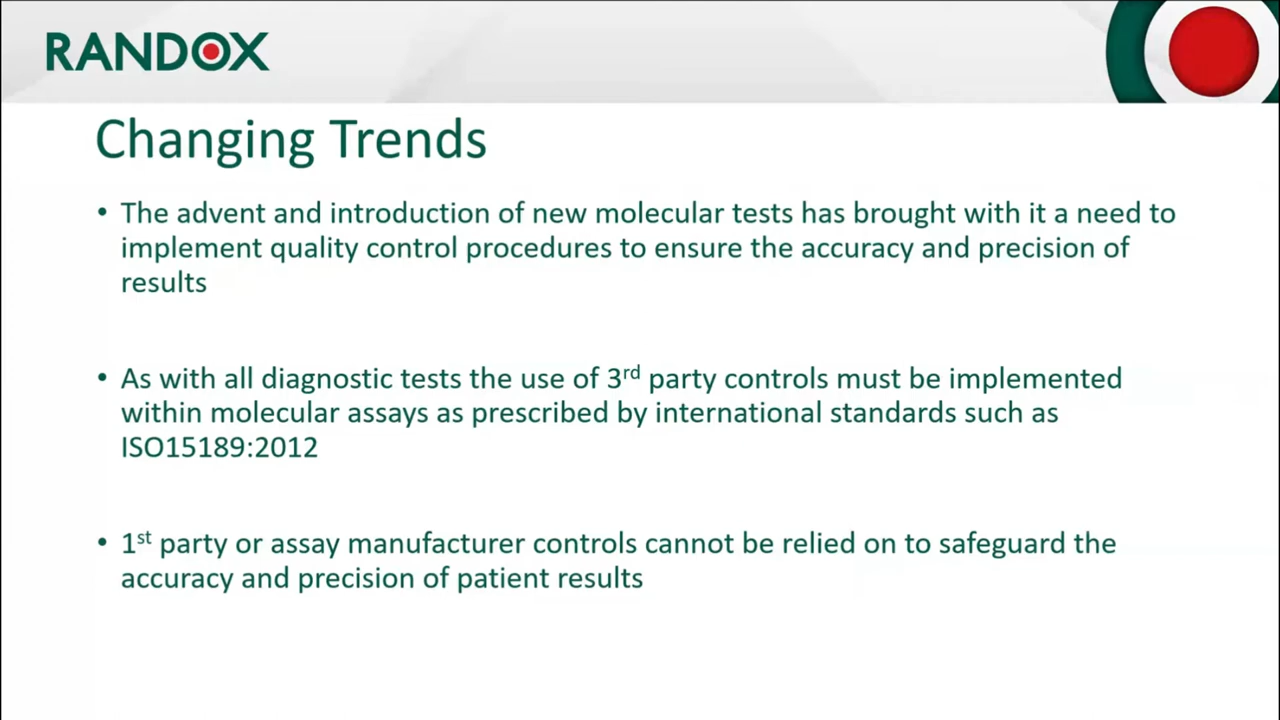 RANDOX
Changing Trends
• The advent and introduction of new molecular tests has brought with it a need to
implement quality control procedures to ensure the accuracy and precision of
results
• As with all diagnostic tests the use of 3rd party controls must be implemented
within molecular assays as prescribed by international standards such as
ISO15189:2012
• 1st party or assay manufacturer controls cannot be relied on to safeguard the
accuracy and precision of patient results